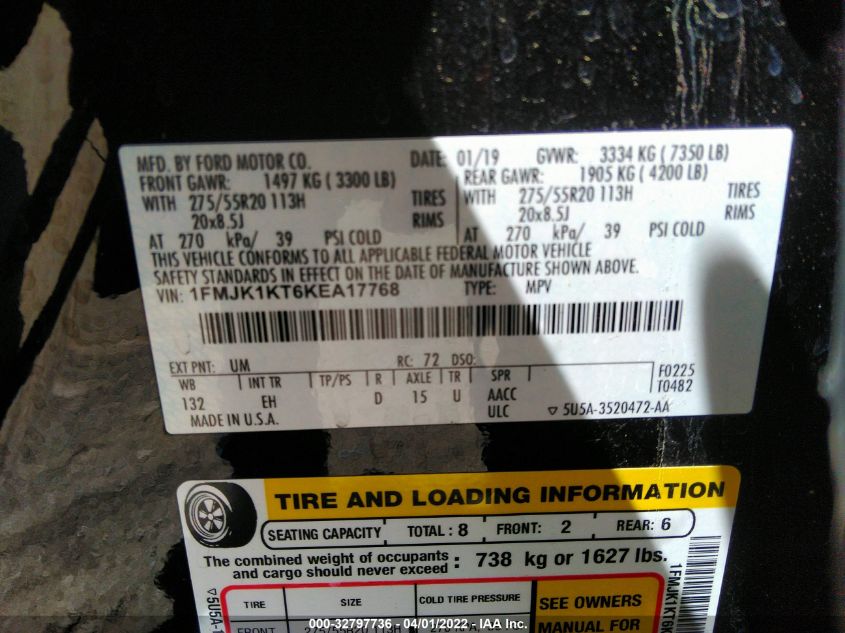 MFD. BY FORD MOTOR CO. DATE: 01/19 GVWR: 3334 KG ( 7350 LB)
FRONT GAWR: 1497 KG ( 3300 LB) REAR GAWR: 1905 KG ( 4200 LB)
WITH 275/55R20 113H TIRES WITH 275/55R20 113H TIRES
20x8.5J RIMS 20x8.5J RIMS
AT 270 kPa/ 39 PSI COLD AT 270 kPa/ 39 PSI COLD
THIS VEHICLE CONFORMS TO ALL APPLICABLE FEDERAL MOTOR VEHICLE
SAFETY STANDARDS IN EFFECT ON THE DATE OF MANUFACTURE SHOWN ABOVE.
VIN: 1FMJK1KT6KEA17768 TYPE: MPV
EXT PNT: UM RC: 72 DSO: F0225
WB INT TR TP/PS R AXLE TR SPR T0482
132 EH D 15 U AACC
MADE IN U.S.A. ULC ▽ 5U5A-3520472-AA
TIRE AND LOADING INFORMATION
SEATING CAPACITY TOTAL : 8 FRONT: 2 REAR: 6
The combined weight of occupants
and cargo should never exceed : 738 kg or 1627 lbs.
TIRE SIZE COLD TIRE PRESSURE SEE OWNERS
FRONT 275/55R20 113H MANUAL FOR
▽5U5A-1
1FMJK1KT6K
000-32797736 - 04/01/2022 - IAA Inc.